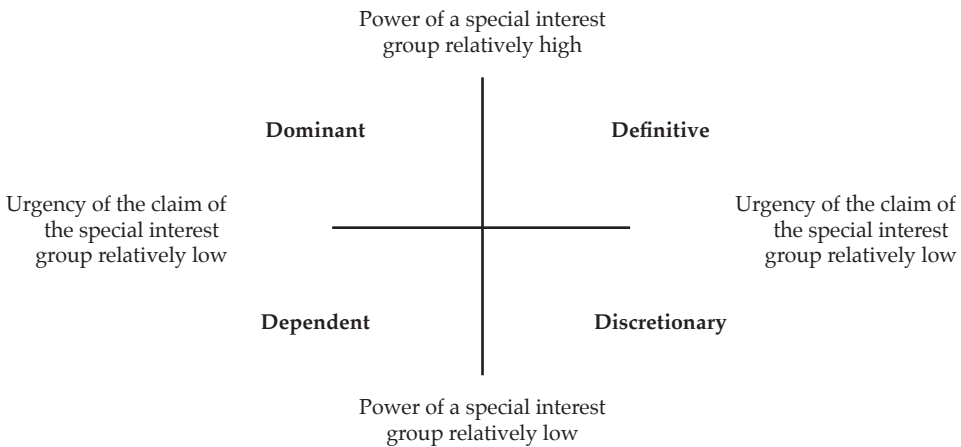 Power of a special interest
group relatively high
Dominant
Definitive
Urgency of the claim of
the special interest
group relatively low
Urgency of the claim of
the special interest
group relatively low
Dependent
Discretionary
Power of a special interest
group relatively low